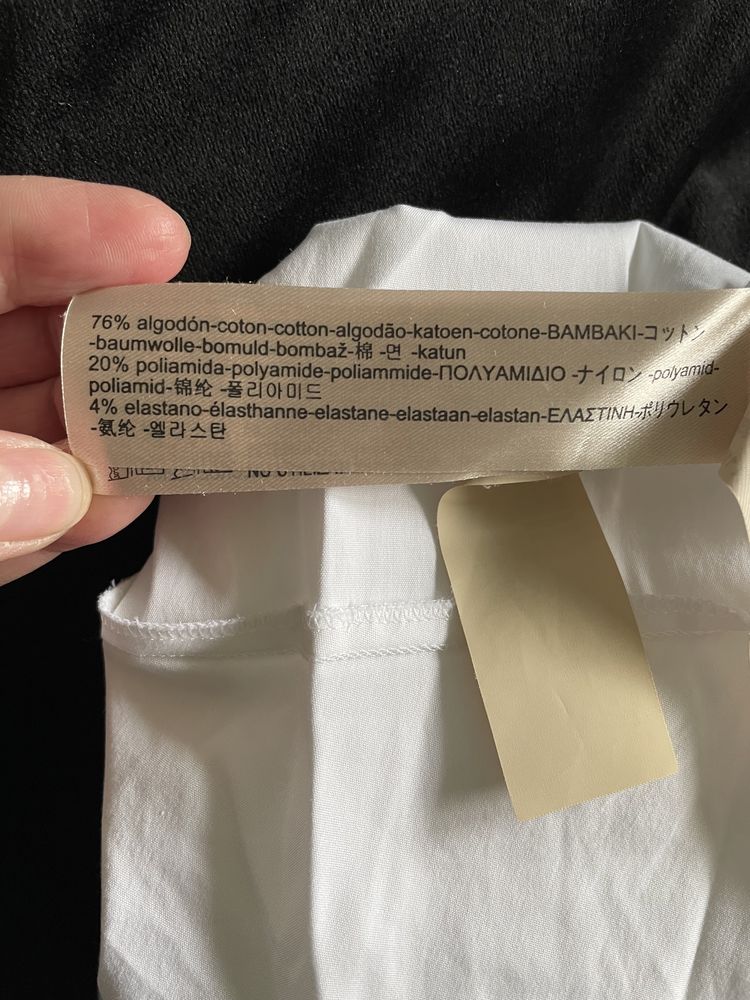 76% algodón-coton-cotton-algodão-katoen-cotone-BAMBAKI-コットン
-baumwolle-bomuld-bombaž-棉 -면 -katun
20% poliamida-polyamide-poliammide-ΠΟΛΥΑΜΙΔΙΟ -ナイロン -polyamid-
poliamid-锦纶 -폴리아미드
4% elastano-élasthanne-elastane-elastaan-elastan-ΕΛΑΣΤΙΝΗ-ポリウレタン
-氨纶 -엘라스탄